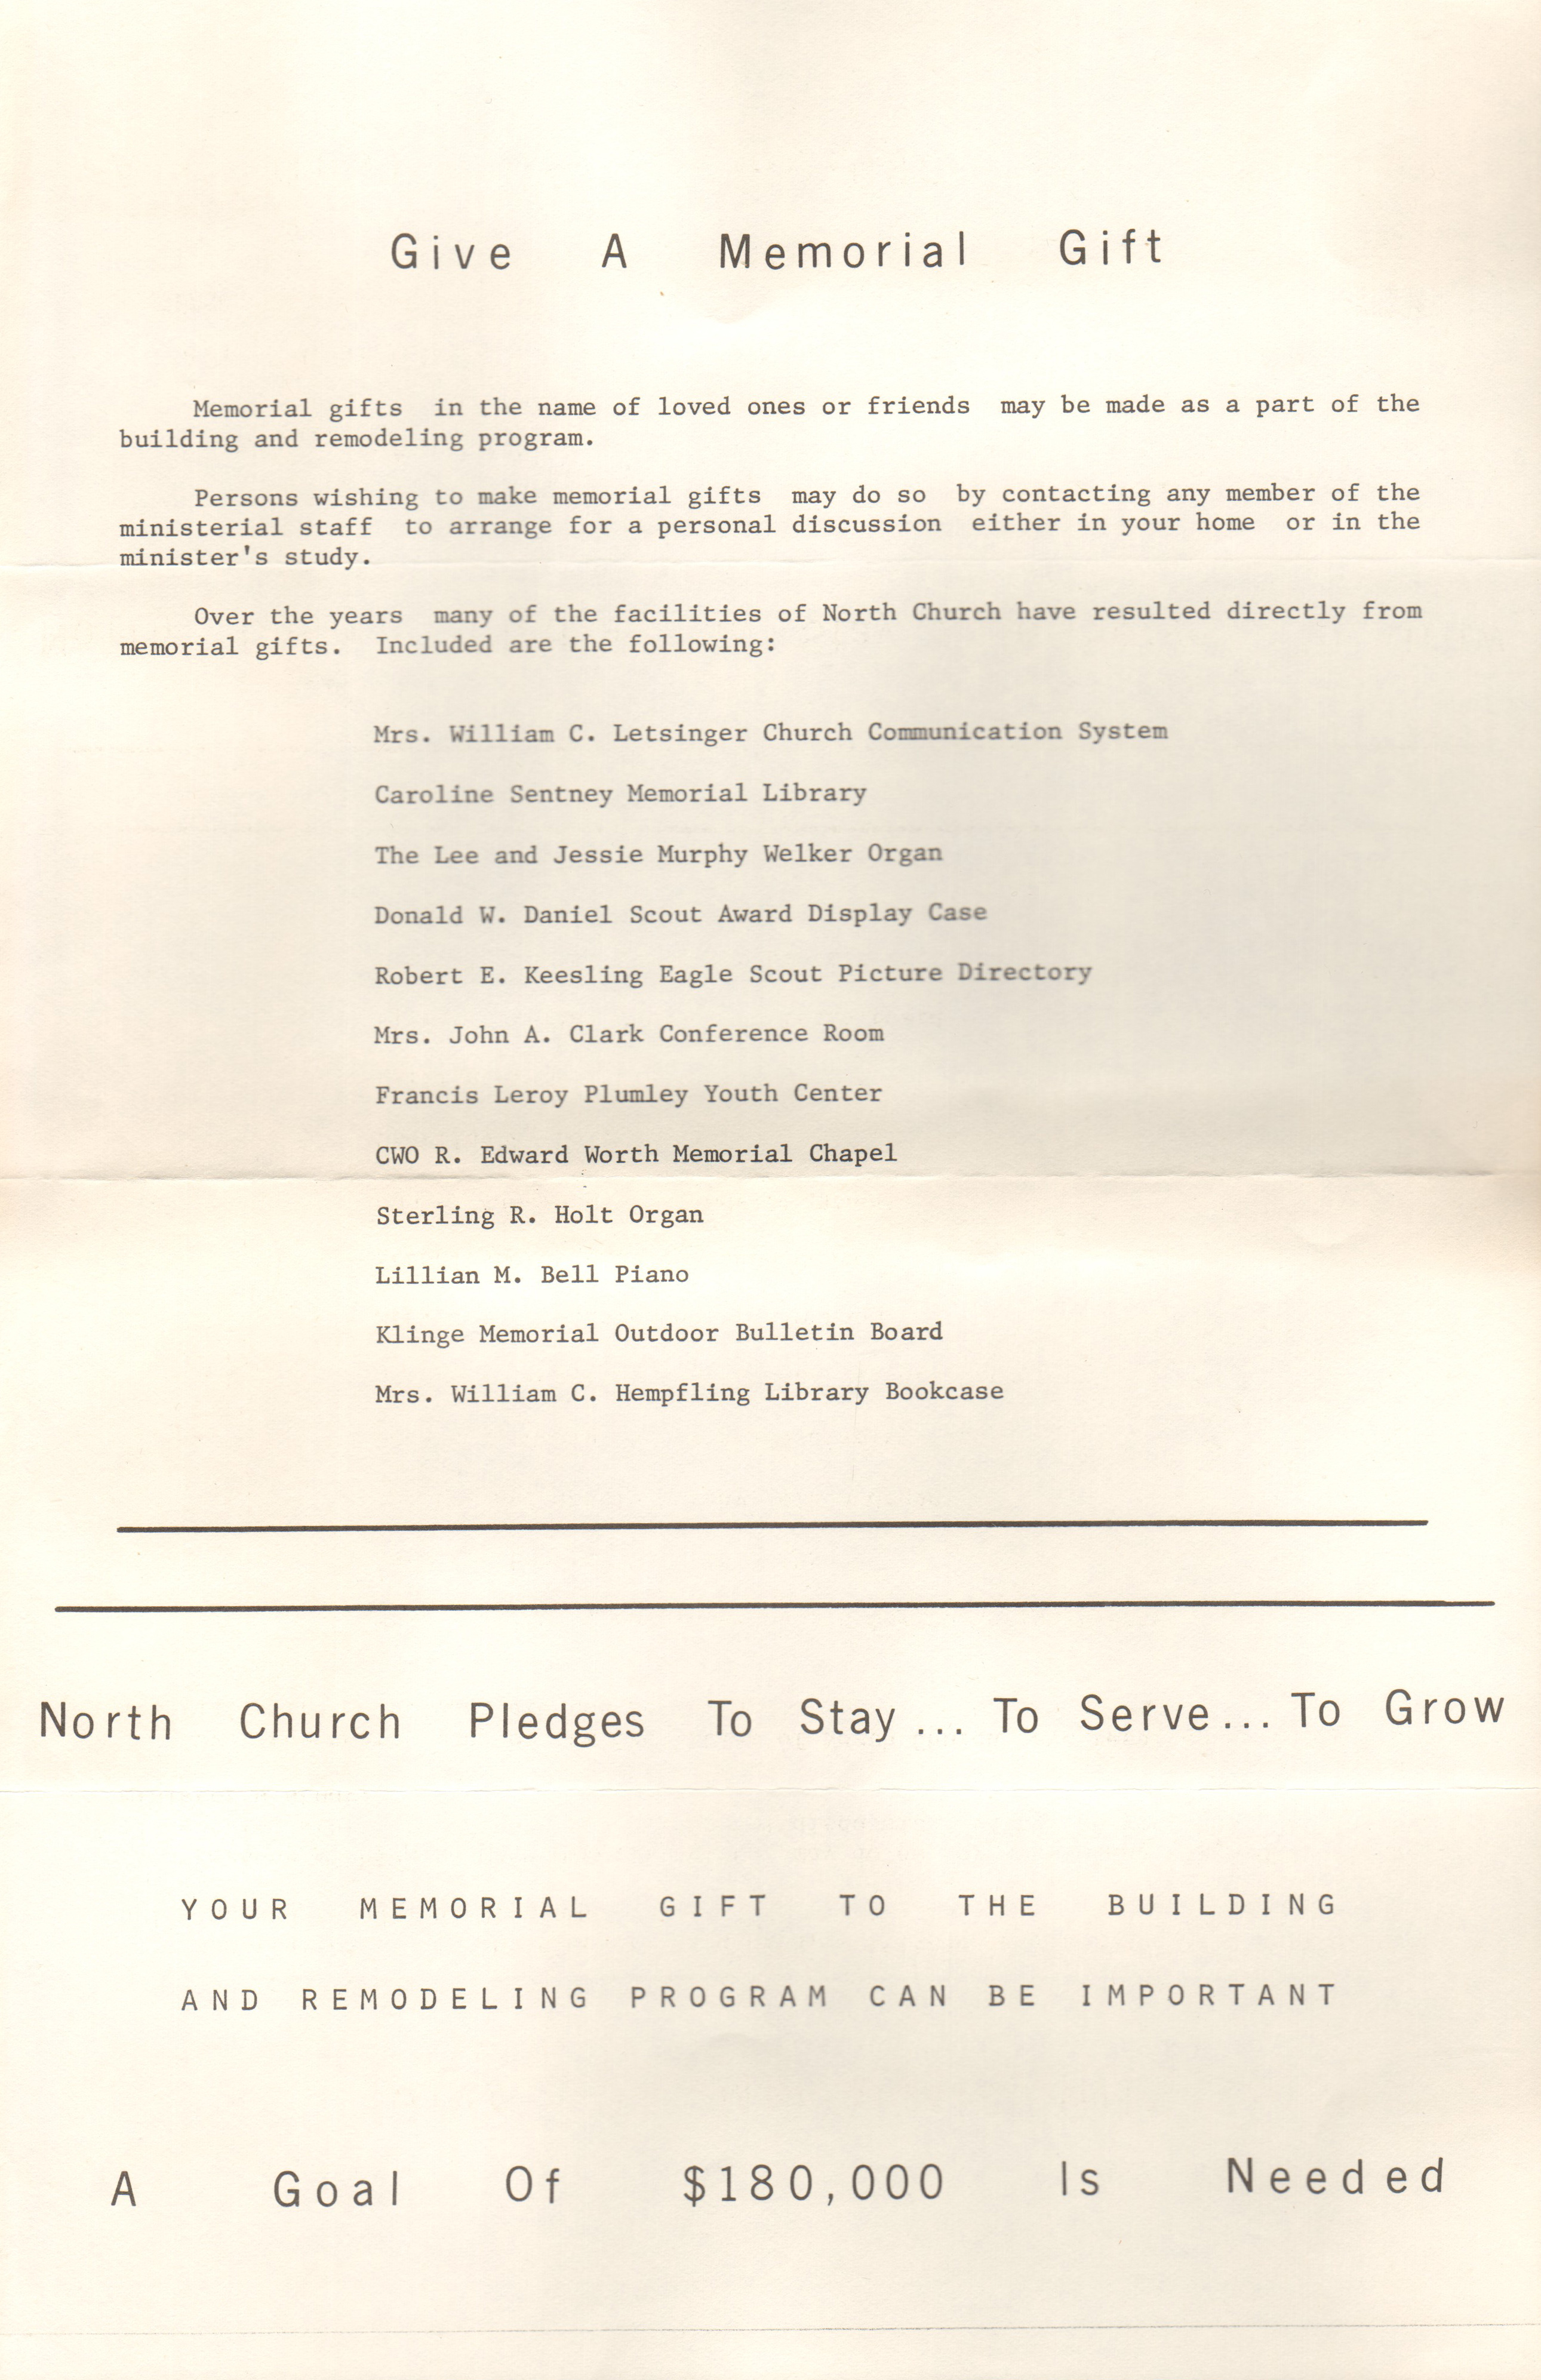 Give A Memorial Gift
Memorial gifts in the name of loved ones or friends may be made as a part of the
building and remodeling program.
Persons wishing to make memorial gifts may do so by contacting any member of the
ministerial staff to arrange for a personal discussion either in your home or in the
minister's study.
Over the years many of the facilities of North Church have resulted directly from
memorial gifts. Included are the following:
Mrs. William C. Letsinger Church Communication System
Caroline Sentney Memorial Library
The Lee and Jessie Murphy Welker Organ
Donald W. Daniel Scout Award Display Case
Robert E. Keesling Eagle Scout Picture Directory
Mrs. John A. Clark Conference Room
Francis Leroy Plumley Youth Center
CWO R. Edward Worth Memorial Chapel
Sterling R. Holt Organ
Lillian M. Bell Piano
Klinge Memorial Outdoor Bulletin Board
Mrs. William C. Hempfling Library Bookcase
North Church Pledges To Stay... To Serve... To Grow
YOUR MEMORIAL GIFT TO THE BUILDING
AND REMODELING PROGRAM CAN BE IMPORTANT
A Goal Of $180,000 Is Needed